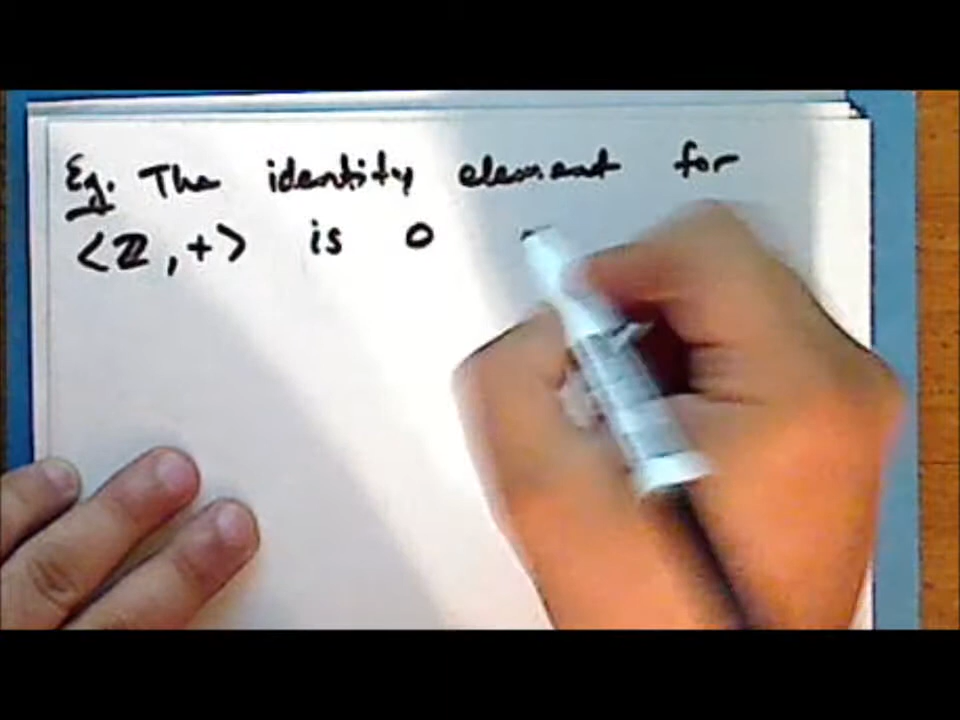 Eg. The identity element for
<ℤ,+> is 0